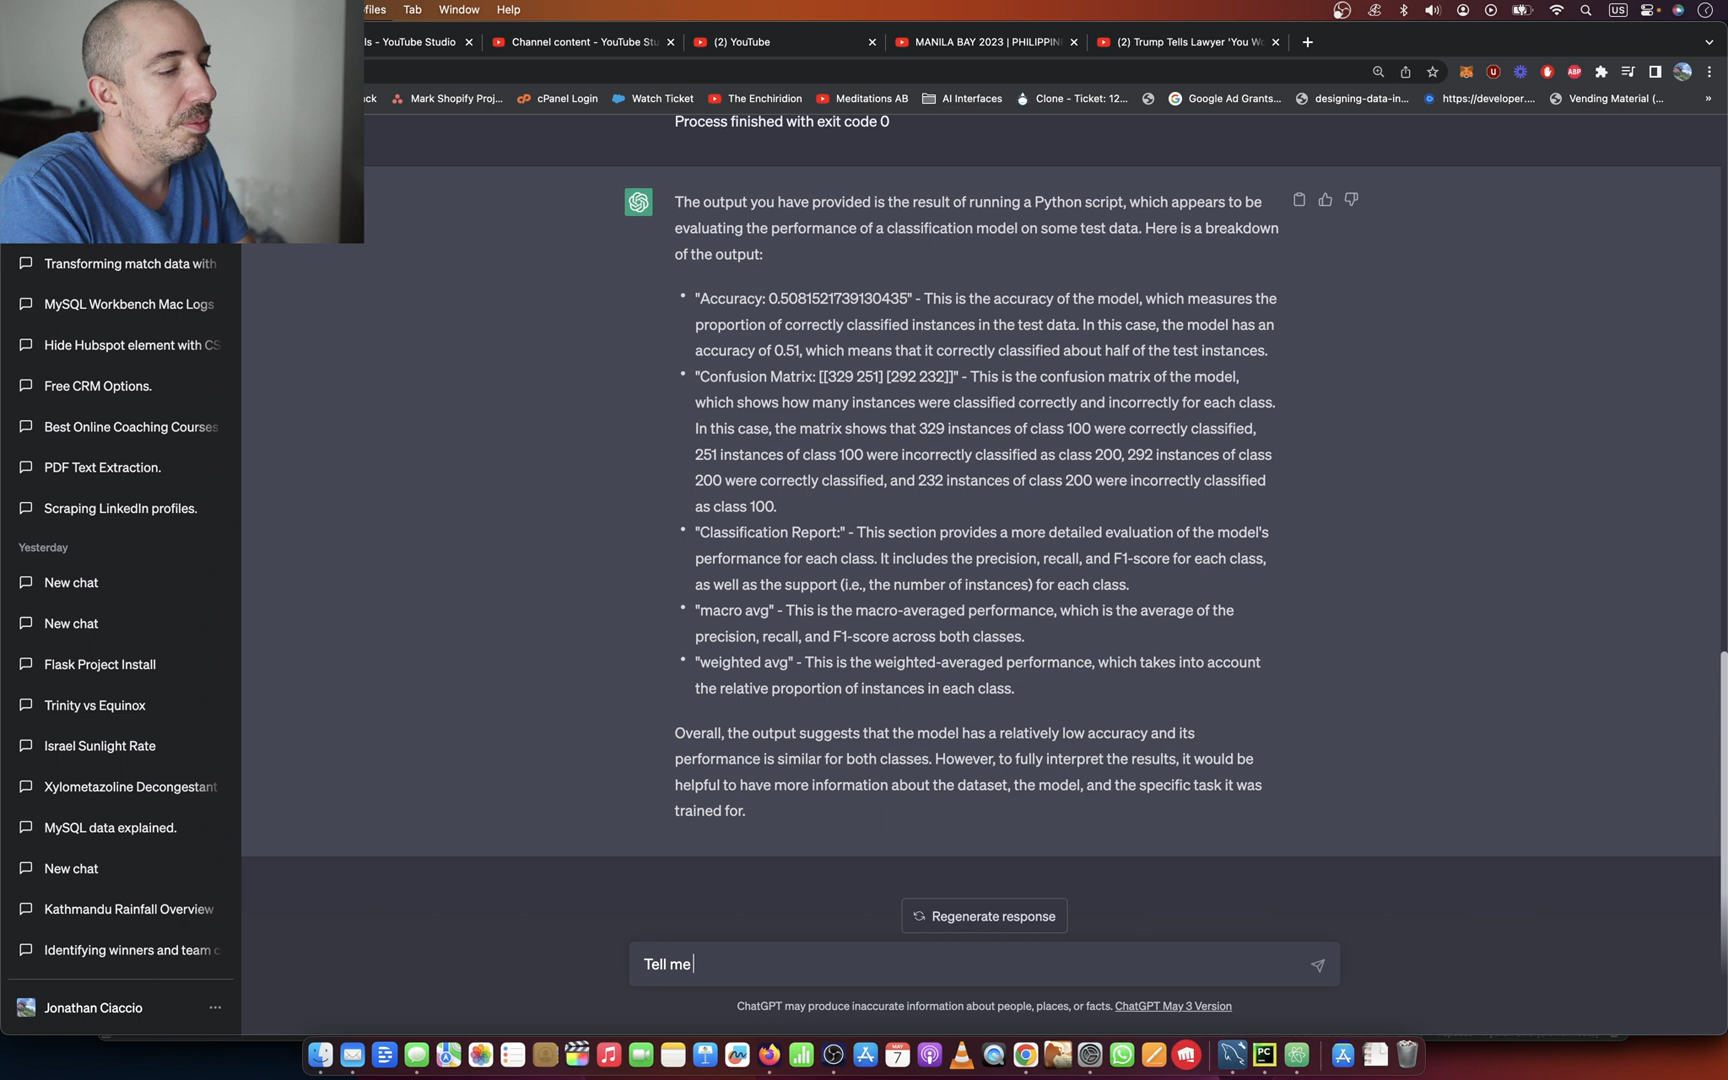 files Tab Window Help
US
ls - YouTube Studio
Channel content - YouTube Stu
(2) YouTube
MANILA BAY 2023 | PHILIPPIN
(2) Trump Tells Lawyer 'You W
ck
Mark Shopify Proj...
cPanel Login
Watch Ticket
The Enchiridion
Meditations AB
AI Interfaces
Clone - Ticket: 12...
Google Ad Grants...
designing-data-in...
https://developer....
Vending Material (...
»
Process finished with exit code 0
The output you have provided is the result of running a Python script, which appears to be
evaluating the performance of a classification model on some test data. Here is a breakdown
of the output:
• "Accuracy: 0.5081521739130435" - This is the accuracy of the model, which measures the
proportion of correctly classified instances in the test data. In this case, the model has an
accuracy of 0.51, which means that it correctly classified about half of the test instances.
• "Confusion Matrix: [[329 251] [292 232]]" - This is the confusion matrix of the model,
which shows how many instances were classified correctly and incorrectly for each class.
In this case, the matrix shows that 329 instances of class 100 were correctly classified,
251 instances of class 100 were incorrectly classified as class 200, 292 instances of class
200 were correctly classified, and 232 instances of class 200 were incorrectly classified
as class 100.
• "Classification Report:" - This section provides a more detailed evaluation of the model's
performance for each class. It includes the precision, recall, and F1-score for each class,
as well as the support (i.e., the number of instances) for each class.
• "macro avg" - This is the macro-averaged performance, which is the average of the
precision, recall, and F1-score across both classes.
• "weighted avg" - This is the weighted-averaged performance, which takes into account
the relative proportion of instances in each class.
Overall, the output suggests that the model has a relatively low accuracy and its
performance is similar for both classes. However, to fully interpret the results, it would be
helpful to have more information about the dataset, the model, and the specific task it was
trained for.
Transforming match data with
MySQL Workbench Mac Logs
Hide Hubspot element with CS
Free CRM Options.
Best Online Coaching Courses
PDF Text Extraction.
Scraping LinkedIn profiles.
Yesterday
New chat
New chat
Flask Project Install
Trinity vs Equinox
Israel Sunlight Rate
Xylometazoline Decongestant
MySQL data explained.
New chat
Kathmandu Rainfall Overview
Identifying winners and team c
Jonathan Ciaccio
...
Regenerate response
Tell me
ChatGPT may produce inaccurate information about people, places, or facts. ChatGPT May 3 Version
MAY
7
PC